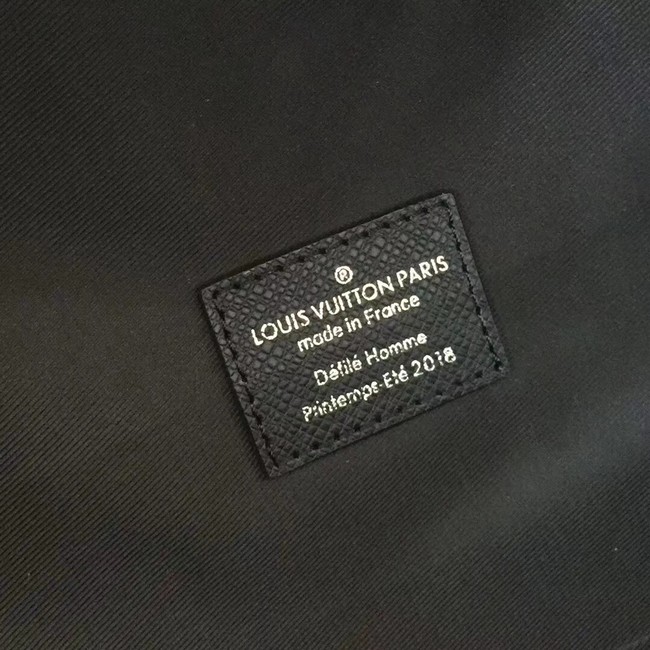 ®
LOUIS VUITTON PARIS
made in France
Défilé Homme
Printemps-Eté 2018